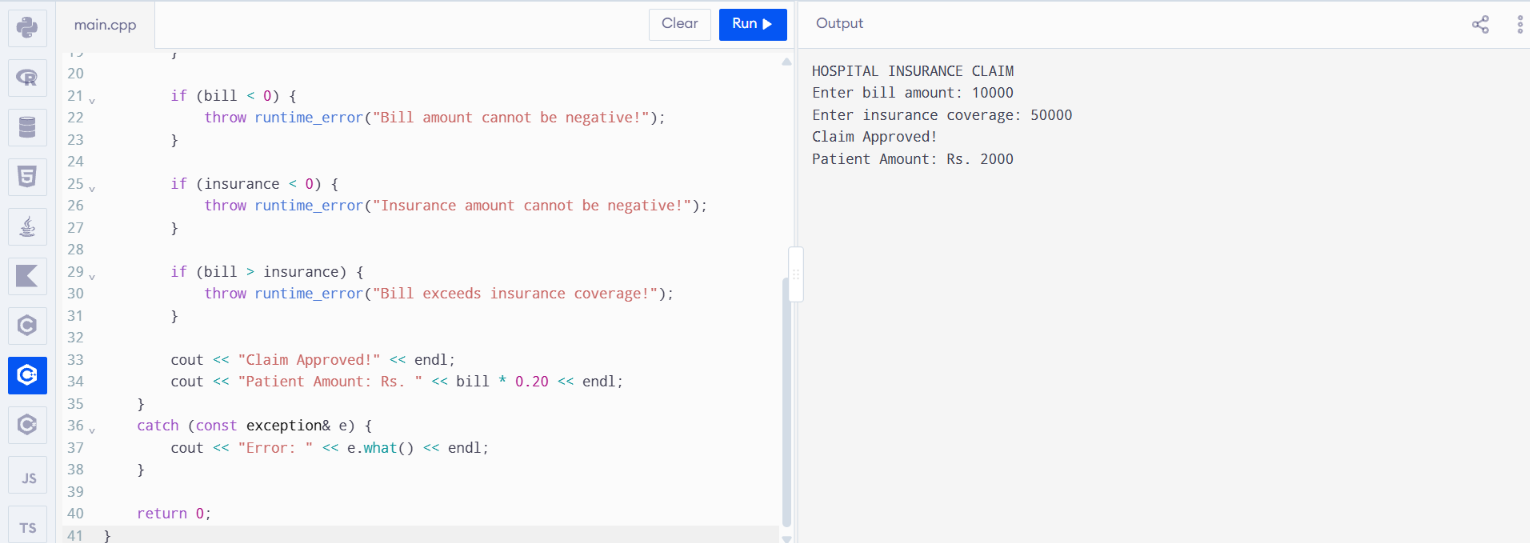 main.cpp
Clear
Run
Output
R
5
C
C
C
JS
TS
19 }
20
21 if (bill < 0) {
22 throw runtime_error("Bill amount cannot be negative!");
23 }
24
25 if (insurance < 0) {
26 throw runtime_error("Insurance amount cannot be negative!");
27 }
28
29 if (bill > insurance) {
30 throw runtime_error("Bill exceeds insurance coverage!");
31 }
32
33 cout << "Claim Approved!" << endl;
34 cout << "Patient Amount: Rs. " << bill * 0.20 << endl;
35 }
36 catch (const exception& e) {
37 cout << "Error: " << e.what() << endl;
38 }
39
40 return 0;
41 }
HOSPITAL INSURANCE CLAIM
Enter bill amount: 10000
Enter insurance coverage: 50000
Claim Approved!
Patient Amount: Rs. 2000